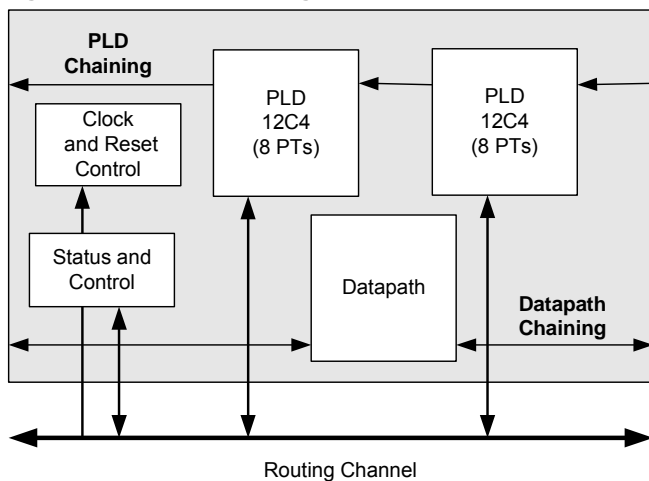 PLD
Chaining
PLD
12C4
(8 PTs)
PLD
12C4
(8 PTs)
Clock
and Reset
Control
Status and
Control
Datapath
Datapath
Chaining
Routing Channel